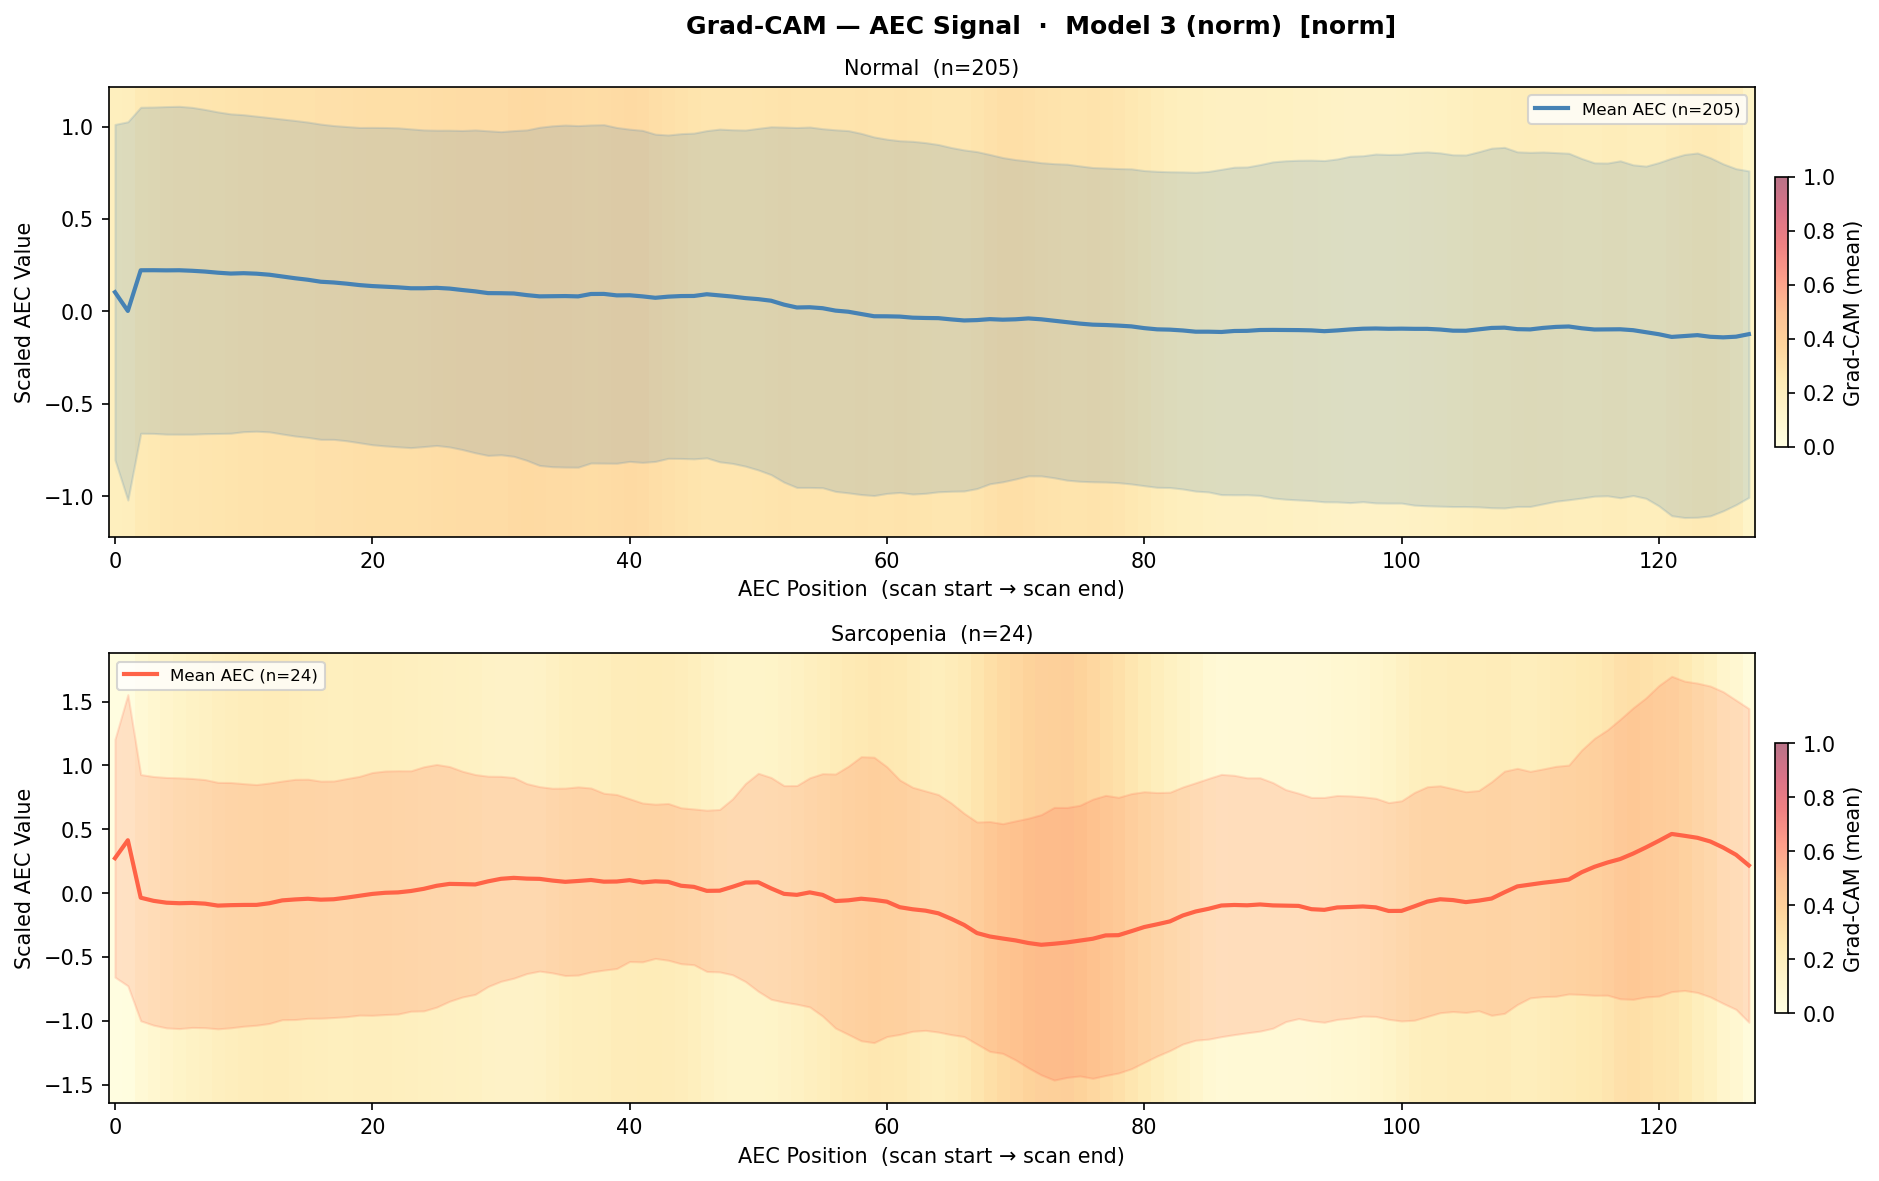 Grad-CAM — AEC Signal · Model 3 (norm) [norm]
Normal (n=205)
Mean AEC (n=205)
Scaled AEC Value
1.0
0.5
0.0
−0.5
−1.0
0 20 40 60 80 100 120
AEC Position (scan start → scan end)
1.0
0.8
0.6
0.4
0.2
0.0
Grad-CAM (mean)
Sarcopenia (n=24)
Mean AEC (n=24)
Scaled AEC Value
1.5
1.0
0.5
0.0
−0.5
−1.0
−1.5
0 20 40 60 80 100 120
AEC Position (scan start → scan end)
1.0
0.8
0.6
0.4
0.2
0.0
Grad-CAM (mean)